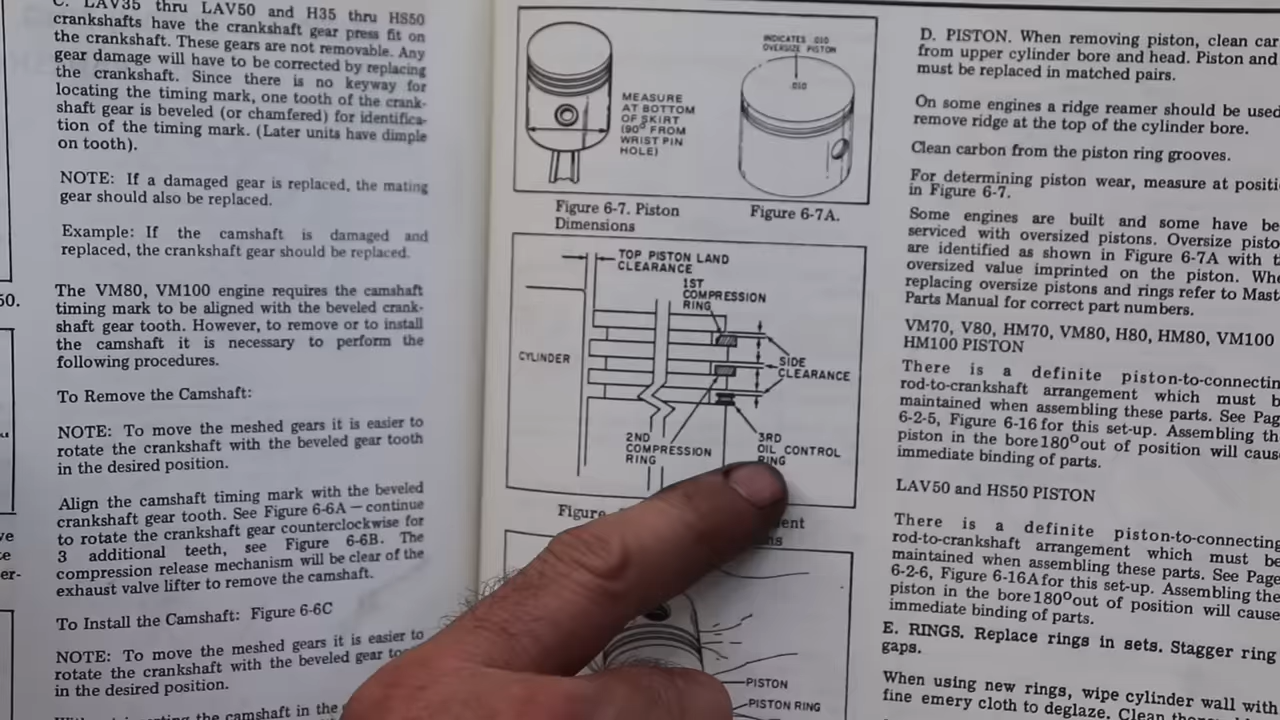 C. LAV35 thru LAV50 and H35 thru HS50
crankshafts have the crankshaft gear press fit on
the crankshaft. These gears are not removable. Any
gear damage will have to be corrected by replacing
the crankshaft. Since there is no keyway for
locating the timing mark, one tooth of the crank-
shaft gear is beveled (or chamfered) for identifica-
tion of the timing mark. (Later units have dimple
on tooth).
NOTE: If a damaged gear is replaced, the mating
gear should also be replaced.
Example: If the camshaft is damaged and
replaced, the crankshaft gear should be replaced.
The VM80, VM100 engine requires the camshaft
timing mark to be aligned with the beveled crank-
shaft gear tooth. However, to remove or to install
the camshaft it is necessary to perform the
following procedures.
To Remove the Camshaft:
NOTE: To move the meshed gears it is easier to
rotate the crankshaft with the beveled gear tooth
in the desired position.
Align the camshaft timing mark with the beveled
crankshaft gear tooth. See Figure 6-6A — continue
to rotate the crankshaft gear counterclockwise for
3 additional teeth, see Figure 6-6B. The
compression release mechanism will be clear of the
exhaust valve lifter to remove the camshaft.
To Install the Camshaft: Figure 6-6C
NOTE: To move the meshed gears it is easier to
rotate the crankshaft with the beveled gear
in the desired position.
the camshaft in the
50.
MEASURE
AT BOTTOM
OF SKIRT
(90° FROM
WRIST PIN
HOLE)
INDICATES .010
OVERSIZE PISTON
.010
Figure 6-7. Piston
Dimensions
Figure 6-7A.
TOP PISTON LAND
CLEARANCE
1ST
COMPRESSION
RING
CYLINDER
SIDE
CLEARANCE
2ND
COMPRESSION
RING
3RD
OIL CONTROL
RING
Figure
PISTON
PISTON RING
D. PISTON. When removing piston, clean
from upper cylinder bore and head. Piston and
must be replaced in matched pairs.
On some engines a ridge reamer should be used
remove ridge at the top of the cylinder bore.
Clean carbon from the piston ring grooves.
For determining piston wear, measure at
in Figure 6-7.
Some engines are built and some have
serviced with oversized pistons. Oversize
are identified as shown in Figure 6-7A with
oversized value imprinted on the piston.
replacing oversize pistons and rings refer to
Parts Manual for correct part numbers.
VM70, V80, HM70, VM80, H80, HM80, VM100
HM100 PISTON
There is a definite
rod-to-crankshaft arrangement which must
maintained when assembling these parts. See
6-2-5, Figure 6-16 for this set-up. Assembling
piston in the bore 180° out of position will
immediate binding of parts.
LAV50 and HS50 PISTON
There is a definite
rod-to-crankshaft arrangement which must
maintained when assembling these parts. See Page
6-2-6, Figure 6-16A for this set-up. Assembling the
piston in the bore 180° out of position will cause
immediate binding of parts.
E. RINGS. Replace rings in sets. Stagger ring
gaps.
When using new rings, wipe cylinder wall with
fine emery cloth to deglaze. Clean